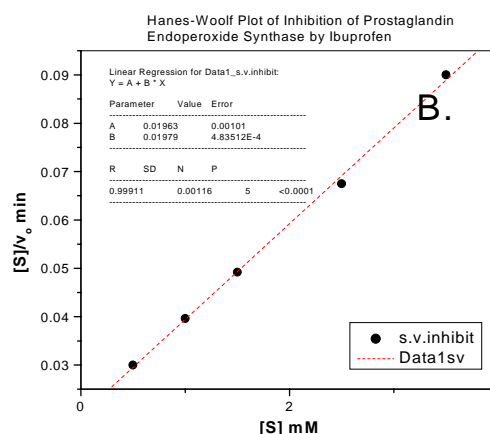 Hanes-Woolf Plot of Inhibition of Prostaglandin
Endoperoxide Synthase by Ibuprofen
Linear Regression for Data1_s.v.inhibit:
Y = A + B * X
Parameter Value Error
A 0.01963 0.00101
B 0.01979 4.83512E-4
R SD N P
0.99911 0.00116 5 <0.0001
B.
0.09
0.08
0.07
0.06
0.05
0.04
0.03
[S]/vo min
s.v.inhibit
Data1sv
0 2
[S] mM